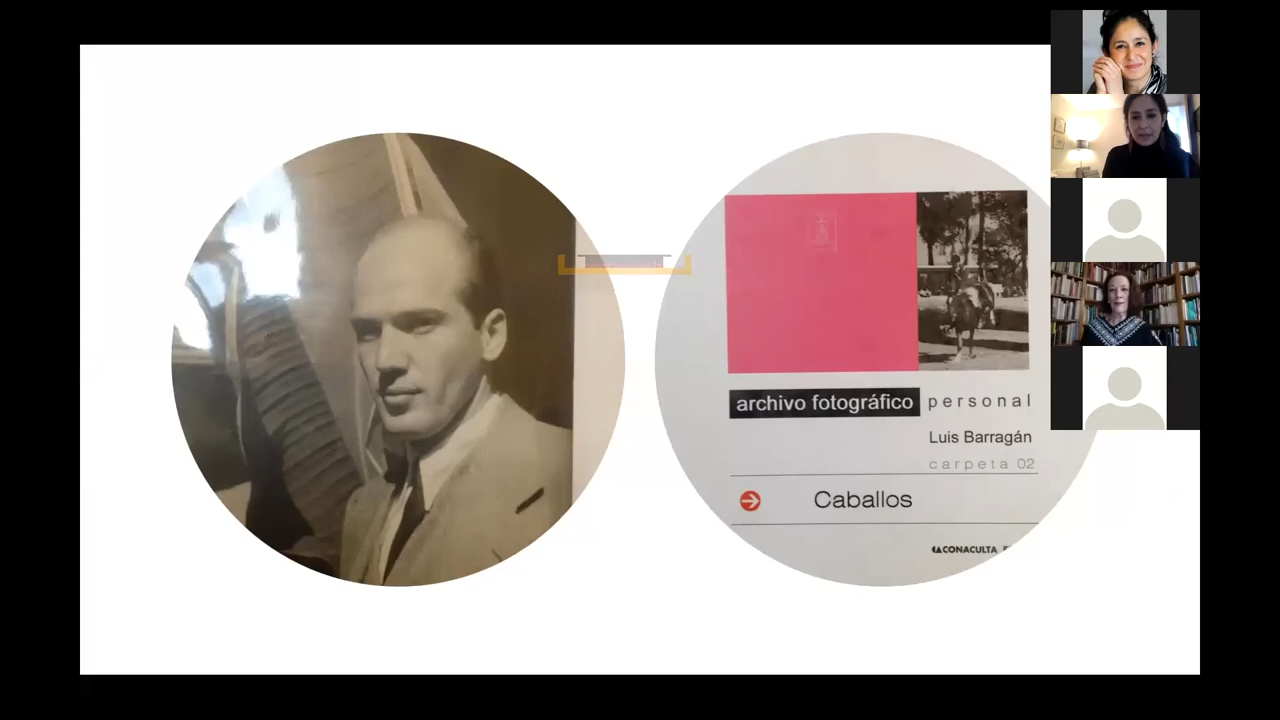 archivo fotográfico personal
Luis Barragán
carpeta 02
Caballos
CONACULTA